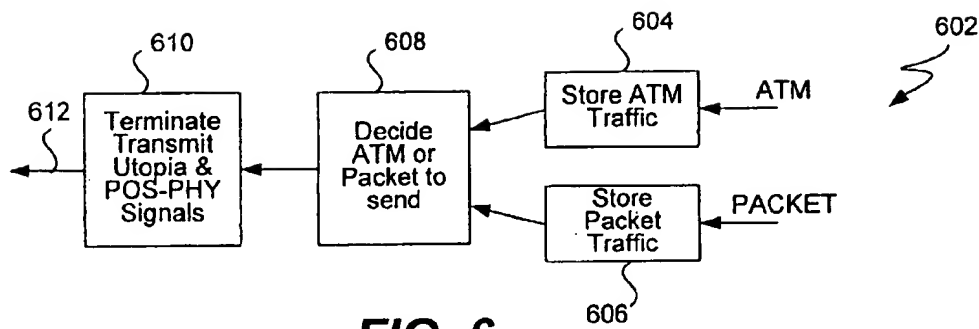 610
608
604
602
612
Terminate
Transmit
Utopia &
POS-PHY
Signals
Decide
ATM or
Packet to
send
Store ATM
Traffic
ATM
Store
Packet
Traffic
PACKET
606
FIG. 6